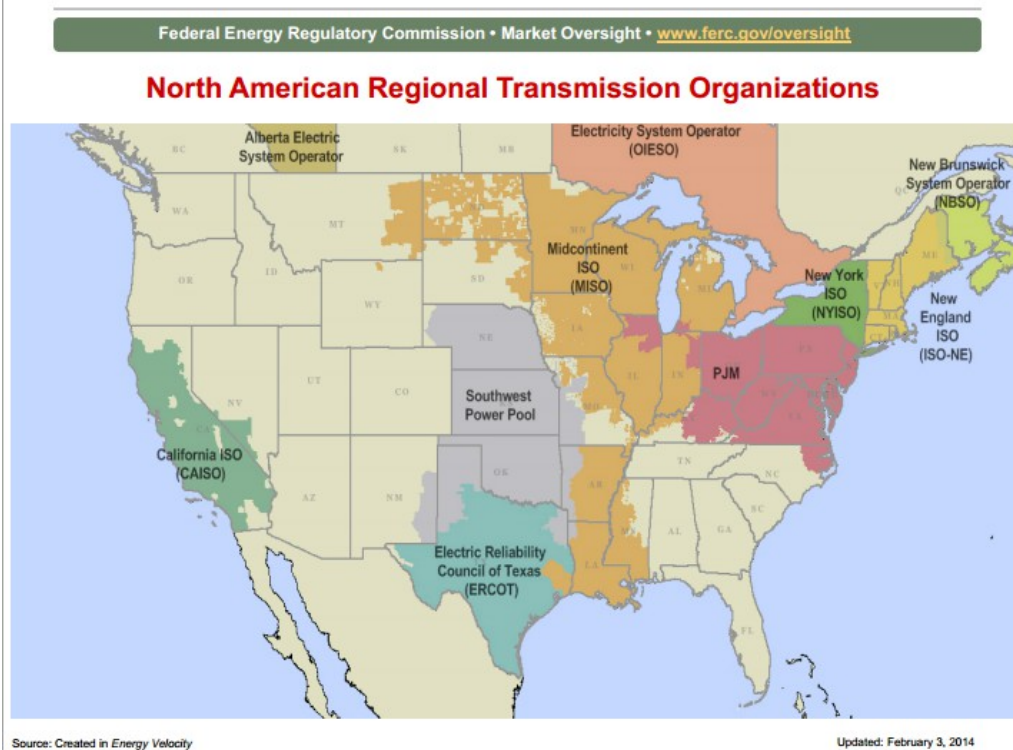 Federal Energy Regulatory Commission • Market Oversight • www.ferc.gov/oversight
North American Regional Transmission Organizations
Alberta Electric
System Operator
Electricity System Operator
(OIESO)
New Brunswick
System Operator
(NBSO)
BC
SK
MB
QC
WA
MT
MN
ME
OR
ID
SD
WI
MI
Midcontinent
ISO
(MISO)
New York
ISO
(NYISO)
New
England
ISO
(ISO-NE)
WY
IA
NE
NV
UT
CO
IL
IN
PA
PJM
Southwest
Power Pool
CA
MO
WV
VA
California ISO
(CAISO)
AZ
NM
OK
AR
TN
NC
SC
AL
GA
LA
FL
Electric Reliability
Council of Texas
(ERCOT)
Source: Created in Energy Velocity
Updated: February 3, 2014